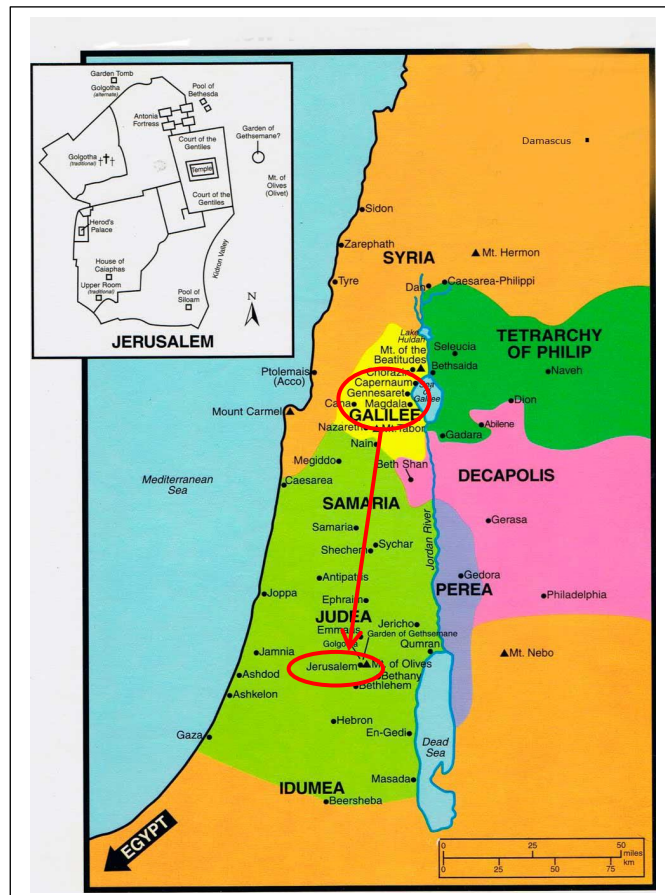 Garden Tomb
Golgotha
(alternate)
Pool of
Bethesda
Antonia
Fortress
Garden of
Gethsemane?
Court of the
Gentiles
Golgotha
(traditional)
Temple
Mt. of
Olives
(Olivet)
Court of the
Gentiles
Herod's
Palace
House of
Caiaphas
Upper Room
(traditional)
Pool of
Siloam
Kidron Valley
N
JERUSALEM
Damascus
Sidon
Zarephath
SYRIA
Mt. Hermon
Tyre
Dan
Caesarea-Philippi
Lake
Huldah
TETRARCHY
OF PHILIP
Mt. of the
Beatitudes
Seleucia
Ptolemais
(Acco)
Chorazin
Bethsaida
Naveh
Capernaum
Gennesaret
Sea of
Galilee
Cana
Magdala
Dion
Mount Carmel
GALILEE
Nazareth
Mt. Tabor
Abilene
Gadara
Nain
Megiddo
Beth Shan
DECAPOLIS
Mediterranean
Sea
Caesarea
SAMARIA
Samaria
Gerasa
Jordan River
Sychar
Shechem
Antipatris
Gedora
PEREA
Joppa
Ephraim
Philadelphia
JUDEA
Jericho
Emmaus
Garden of Gethsemane
Golgotha
Qumran
Jamnia
Mt. Nebo
Jerusalem
Mt. of Olives
Ashdod
Bethany
Bethlehem
Ashkelon
Hebron
Gaza
En-Gedi
Dead
Sea
Masada
IDUMEA
Beersheba
EGYPT
0 25 50
miles
km
0 25 50 75